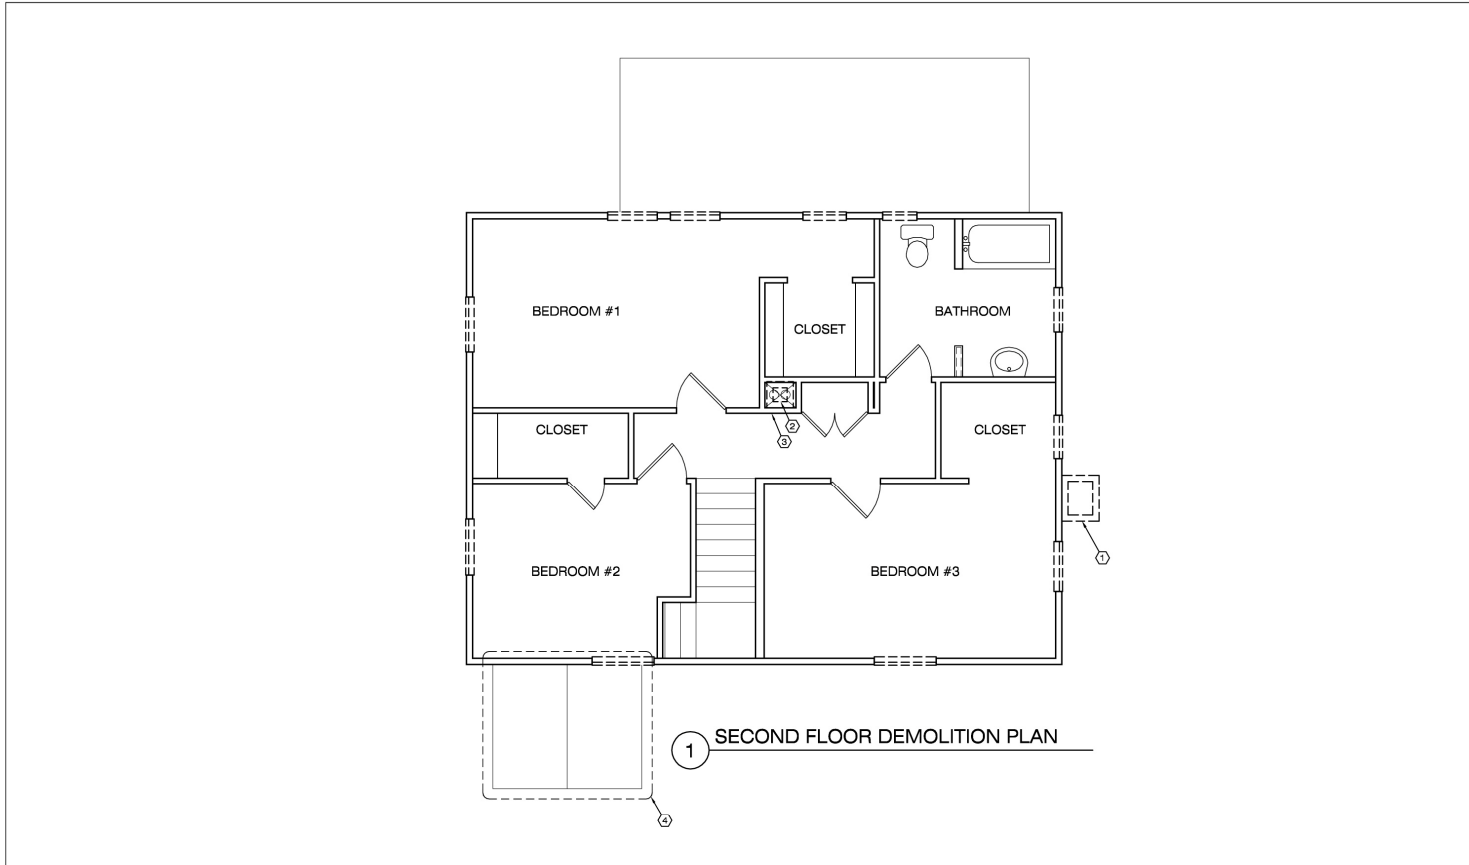 BEDROOM #1
BATHROOM
CLOSET
2
3
CLOSET
CLOSET
1
BEDROOM #2
BEDROOM #3
1 SECOND FLOOR DEMOLITION PLAN
4